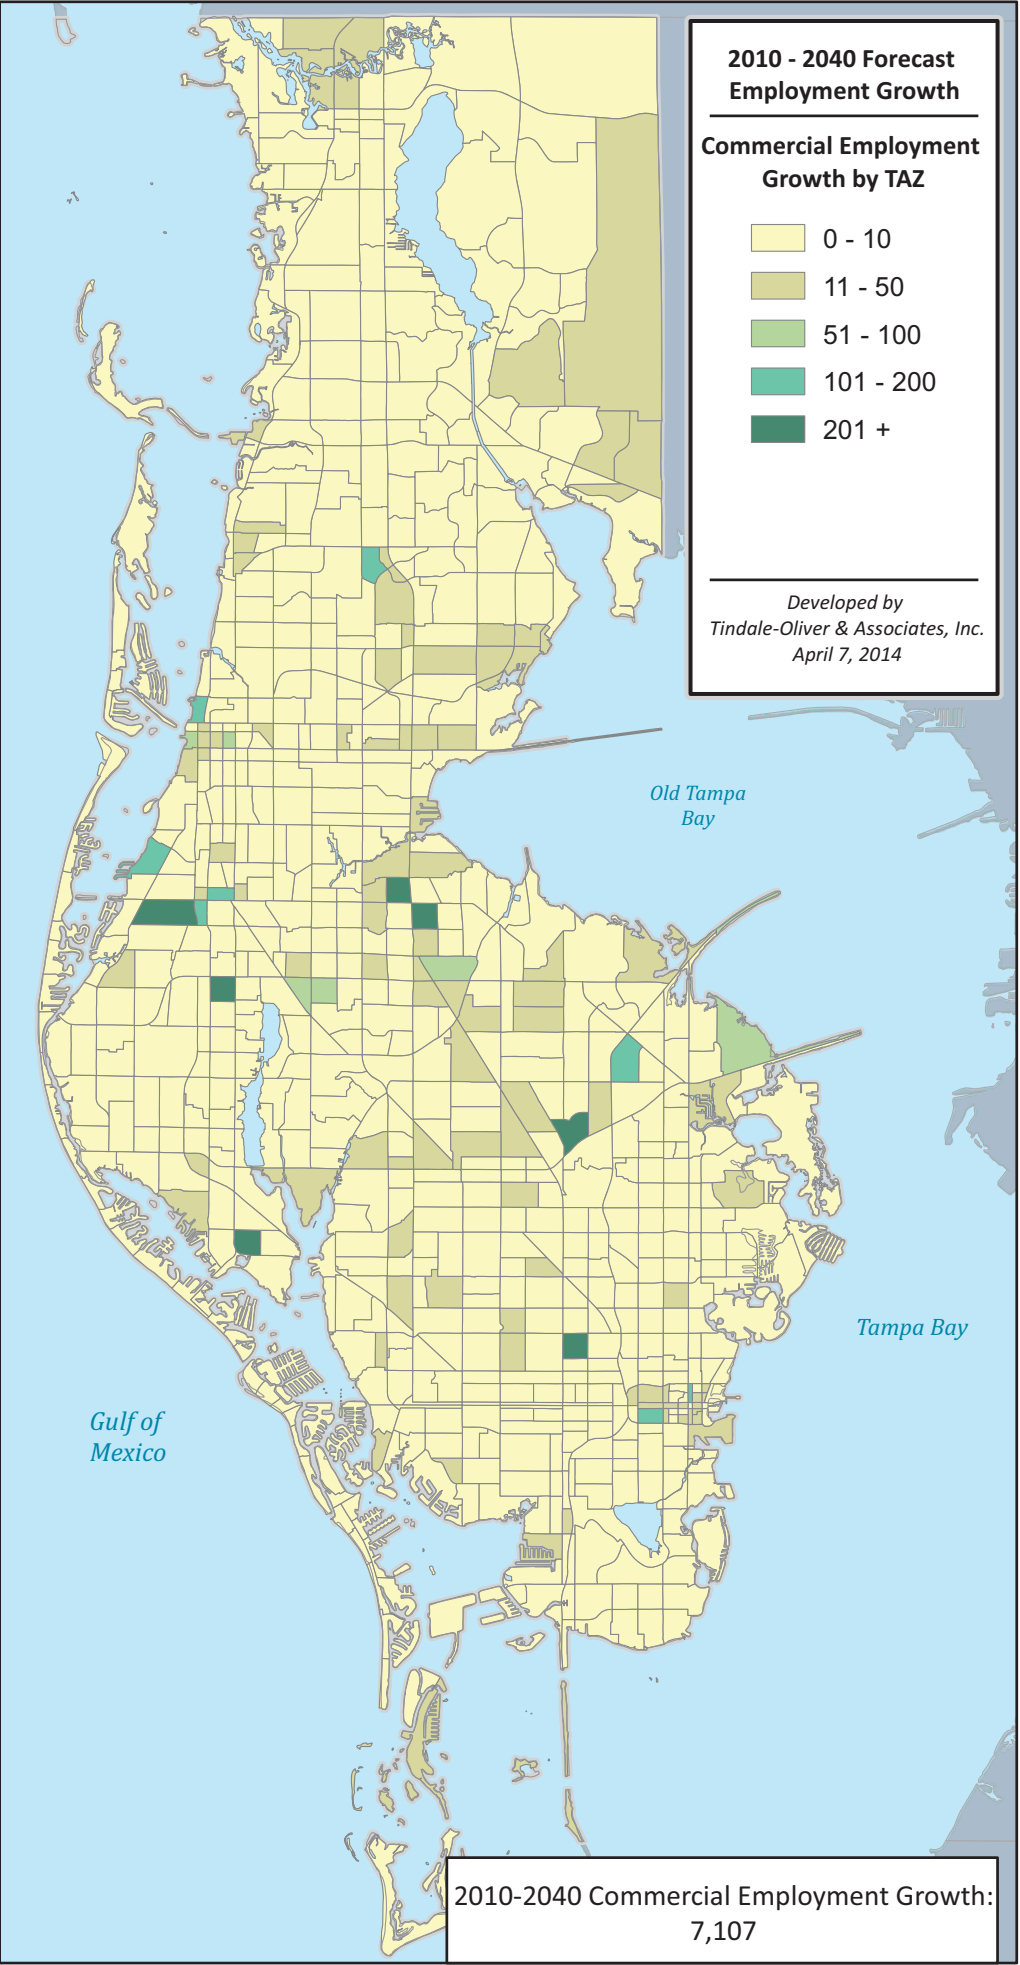 2010 - 2040 Forecast
Employment Growth
Commercial Employment
Growth by TAZ
0 - 10
11 - 50
51 - 100
101 - 200
201 +
Developed by
Tindale-Oliver & Associates, Inc.
April 7, 2014
Old Tampa
Bay
Tampa Bay
Gulf of
Mexico
2010-2040 Commercial Employment Growth:
7,107